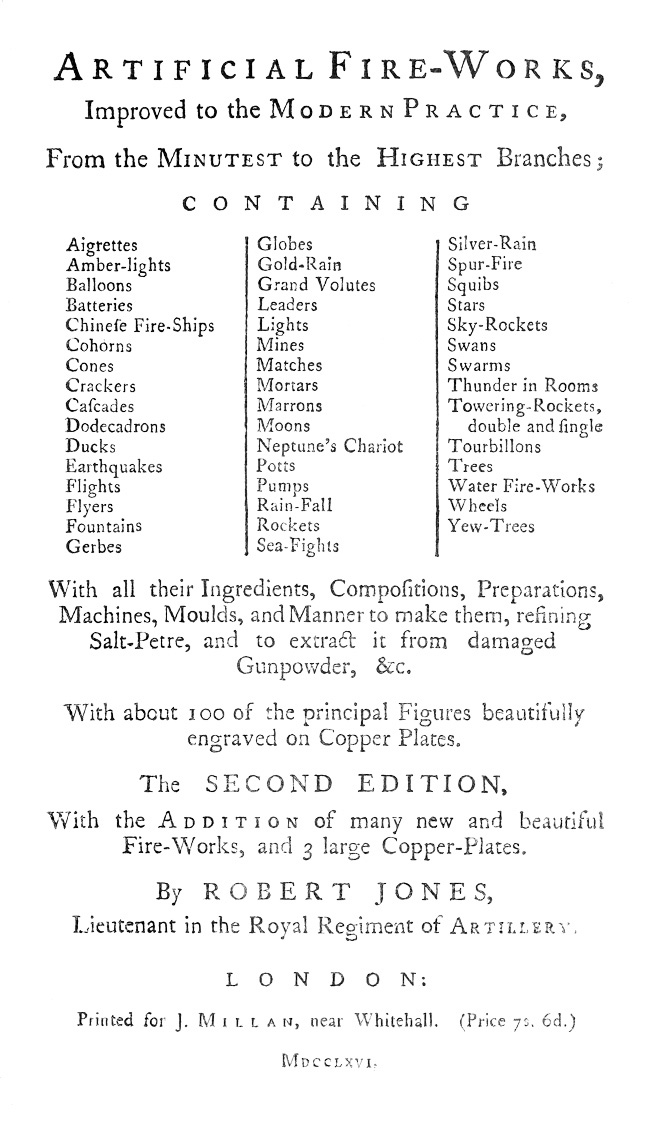 ARTIFICIAL FIRE-WORKS,
Improved to the MODERN PRACTICE,
From the MINUTEST to the HIGHEST Branches;
CONTAINING
Aigrettes
Amber-lights
Balloons
Batteries
Chineſe Fire-Ships
Cohorns
Cones
Crackers
Caſcades
Dodecadrons
Ducks
Earthquakes
Flights
Flyers
Fountains
Gerbes
Globes
Gold-Rain
Grand Volutes
Leaders
Lights
Mines
Matches
Mortars
Marrons
Moons
Neptune's Chariot
Potts
Pumps
Rain-Fall
Rockets
Sea-Fights
Silver-Rain
Spur-Fire
Squibs
Stars
Sky-Rockets
Swans
Swarms
Thunder in Rooms
Towering-Rockets,
double and ſingle
Tourbillons
Trees
Water Fire-Works
Wheels
Yew-Trees
With all their Ingredients, Compoſitions, Preparations,
Machines, Moulds, and Manner to make them, refining
Salt-Petre, and to extract it from damaged
Gunpowder, &c.
With about 100 of the principal Figures beautifully
engraved on Copper Plates.
The SECOND EDITION,
With the ADDITION of many new and beautiful
Fire-Works, and 3 large Copper-Plates.
By ROBERT JONES,
Lieutenant in the Royal Regiment of ARTILLERY.
LONDON:
Printed for J. MILLAN, near Whitehall. (Price 7s. 6d.)
MDCCLXVI.